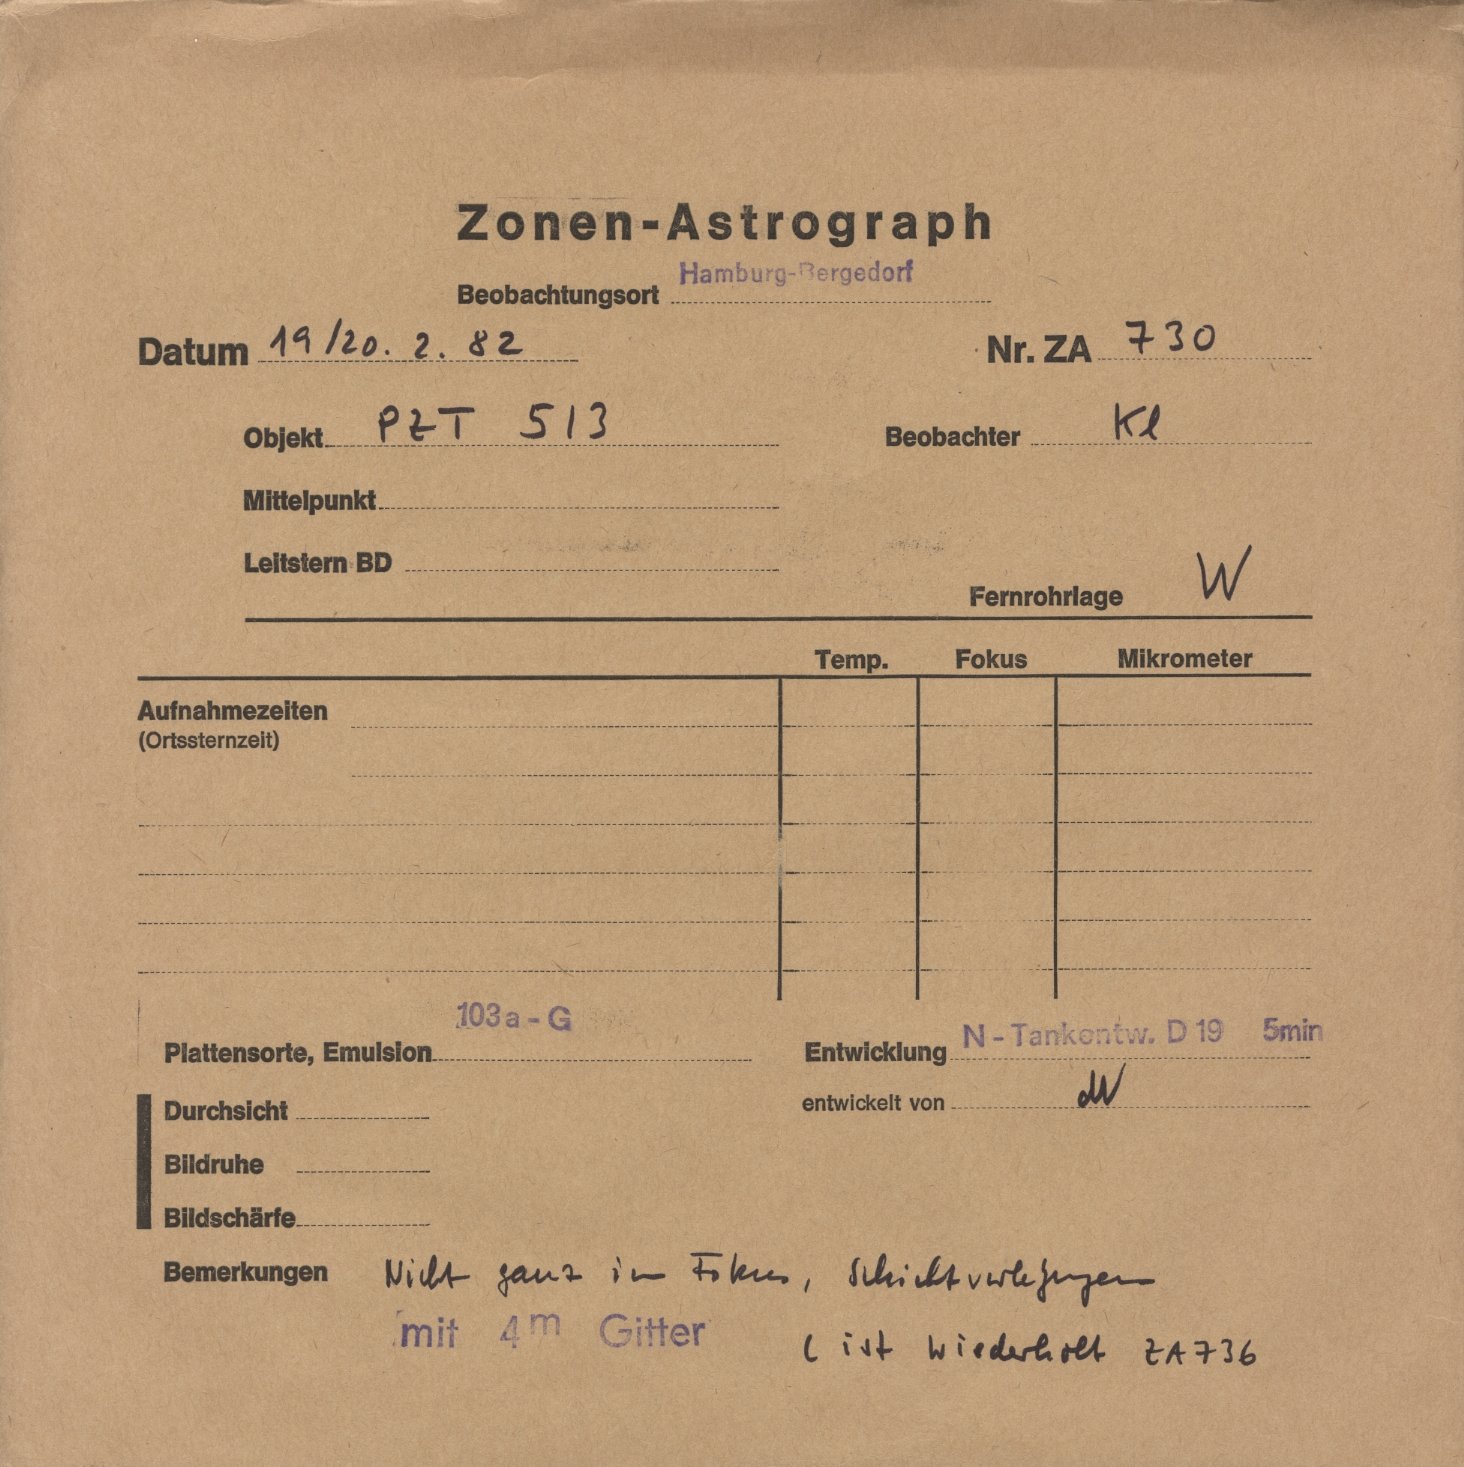 Zonen-Astrograph
Beobachtungsort Hamburg-Bergedorf
Datum 19/20. 2. 82 Nr. ZA 730
Objekt PZT 513 Beobachter Kl
Mittelpunkt
Leitstern BD
Fernrohrlage W
Temp. Fokus Mikrometer
Aufnahmezeiten
(Ortssternzeit)
103a-G
Plattensorte, Emulsion
Entwicklung N-Tankentw. D 19 5min
Durchsicht
entwickelt von
Bildruhe
Bildschärfe
Bemerkungen Nicht ganz im Fokus, Schichtverletzungen
mit 4m Gitter
( ist wiederholt ZA736